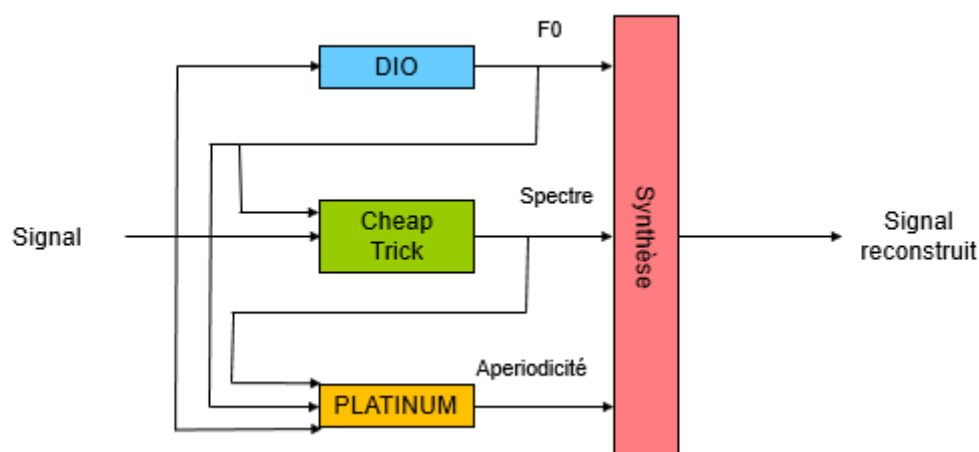 F0
DIO
Spectre
Signal
Cheap
Trick
Synthèse
Signal
reconstruit
Aperiodicité
PLATINUM